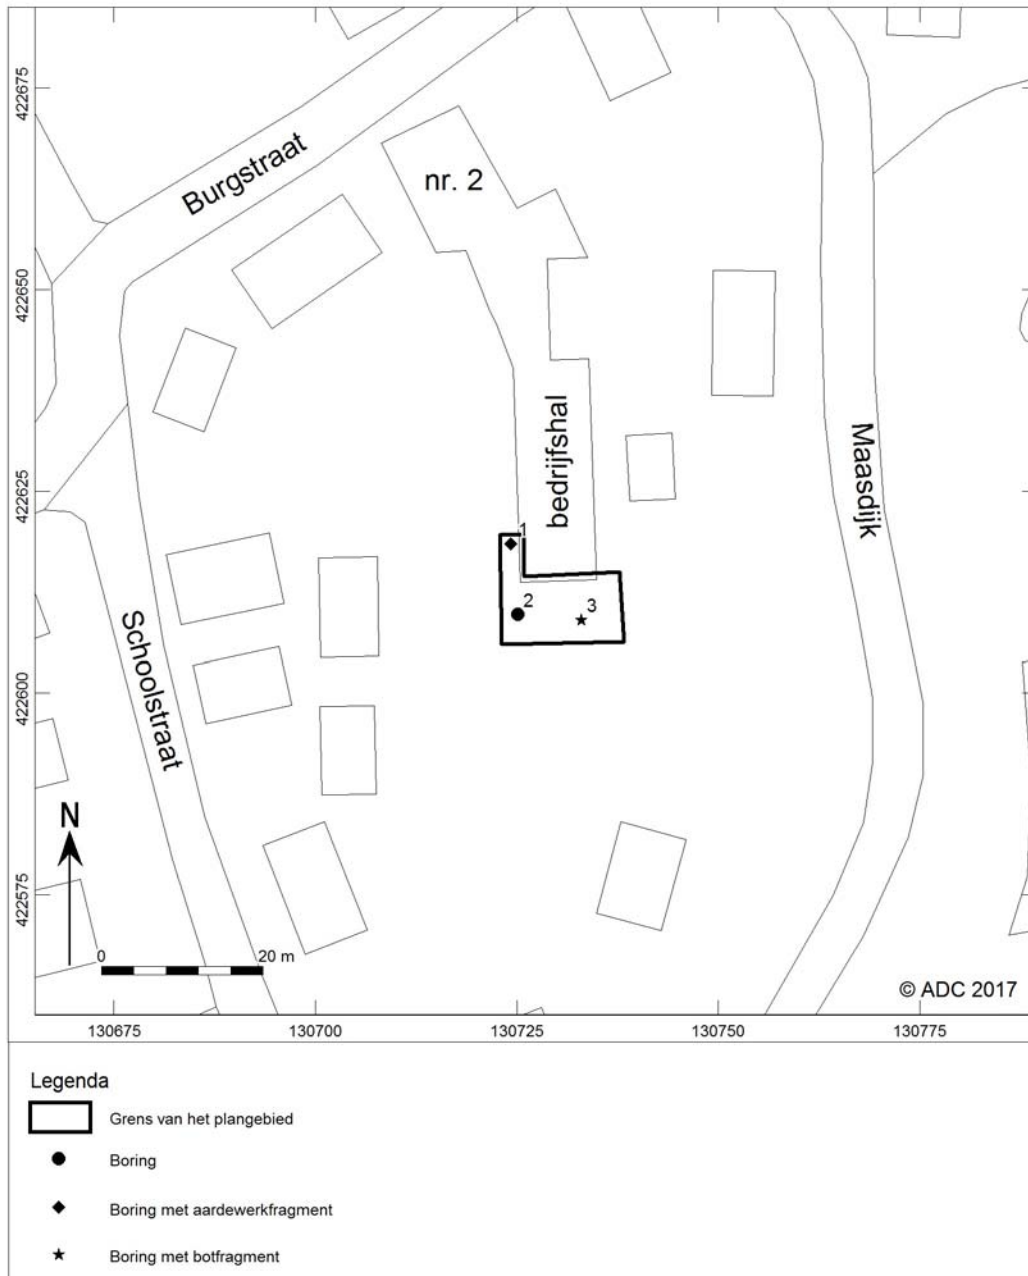 422675
Burgstraat
nr. 2
422650
bedrijfshal
Maasdijk
422625
1
2
3
Schoolstraat
422600
N
422575
0
20 m
© ADC 2017
130675
130700
130725
130750
130775
Legenda
Grens van het plangebied
Boring
Boring met aardewerkfragment
Boring met botfragment